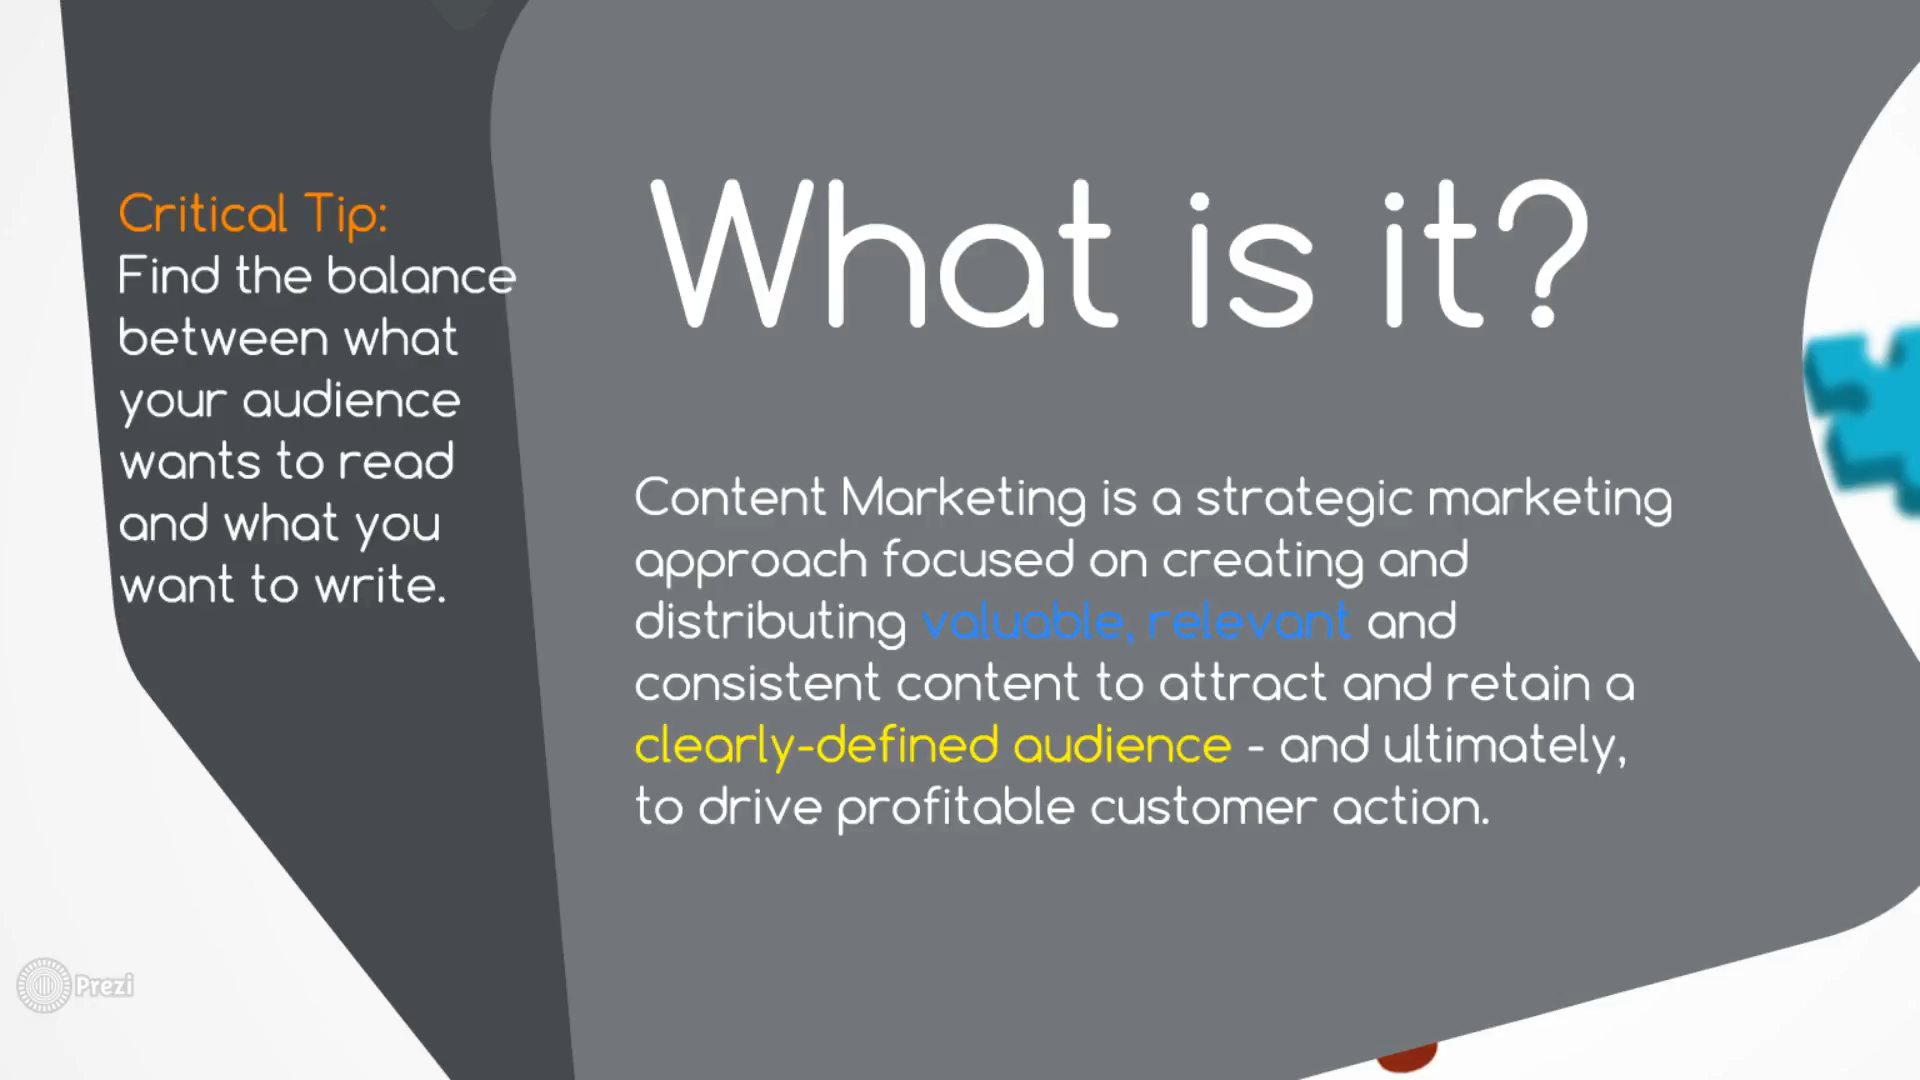 Critical Tip:
Find the balance
between what
your audience
wants to read
and what you
want to write.
What is it?
Content Marketing is a strategic marketing
approach focused on creating and
distributing valuable, relevant and
consistent content to attract and retain a
clearly-defined audience - and ultimately,
to drive profitable customer action.
Prezi